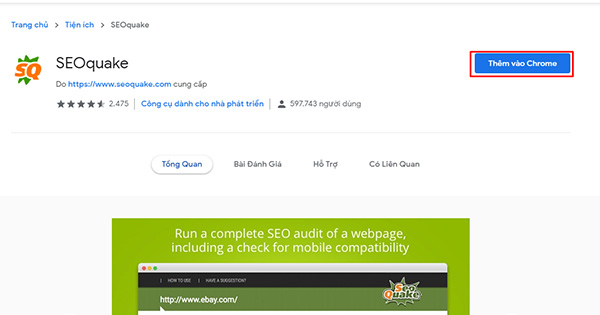 Trang chủ > Tiện ích > SEOquake
SQ
SEOquake
Thêm vào Chrome
Do https://www.seoquake.com cung cấp
2.475 | Công cụ dành cho nhà phát triển | 597.743 người dùng
Tổng Quan Bài Đánh Giá Hỗ Trợ Có Liên Quan
Run a complete SEO audit of a webpage,
including a check for mobile compatibility
HOW TO USE | HAVE A SUGGESTION?
http://www.ebay.com/
Seo
Quake